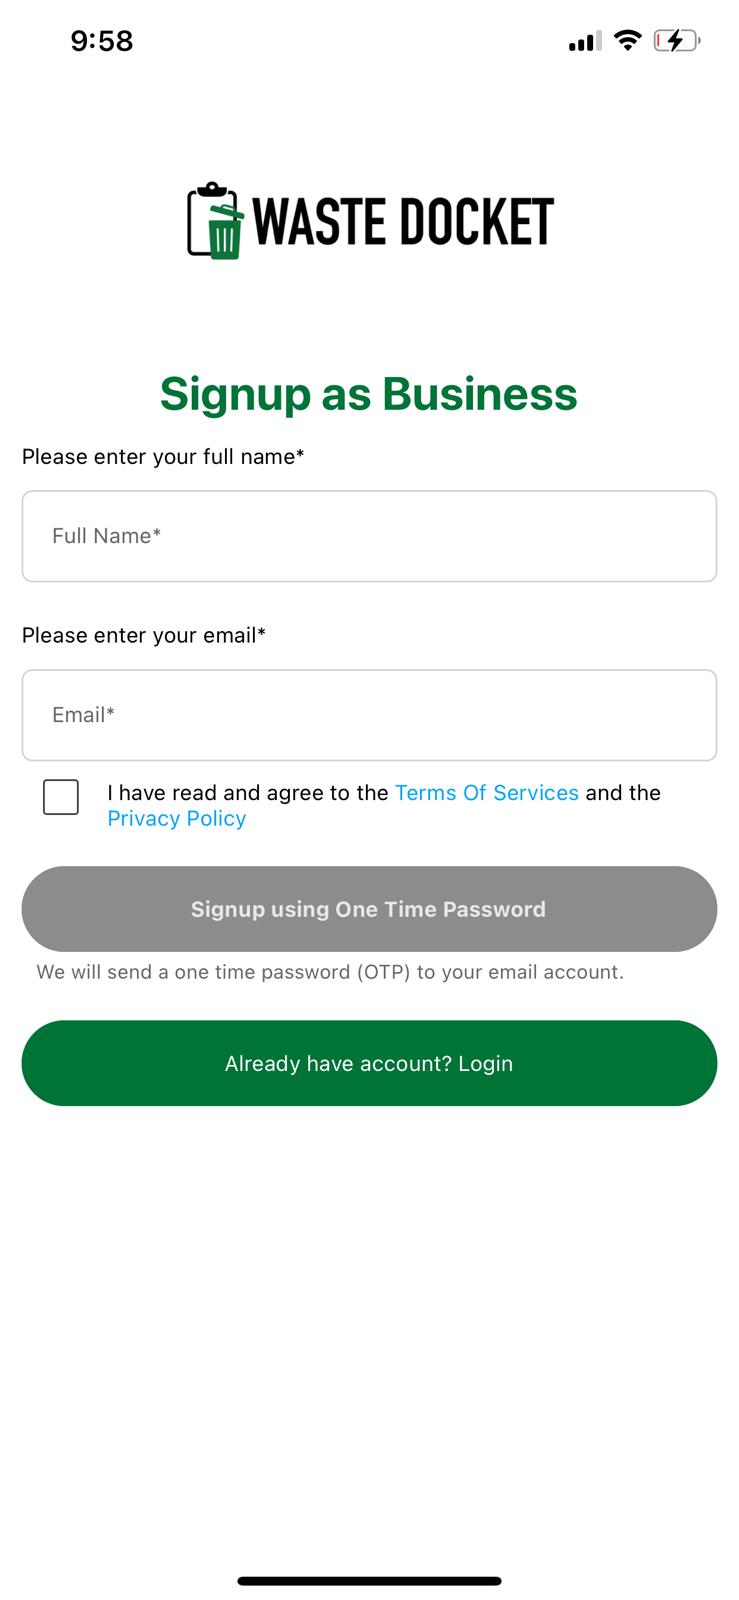 9:58
WASTE DOCKET
Signup as Business
Please enter your full name*
Full Name*
Please enter your email*
Email*
I have read and agree to the Terms Of Services and the
Privacy Policy
Signup using One Time Password
We will send a one time password (OTP) to your email account.
Already have account? Login